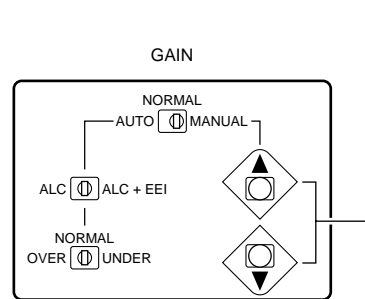 GAIN
NORMAL
AUTO MANUAL
ALC ALC + EEI
NORMAL
OVER UNDER